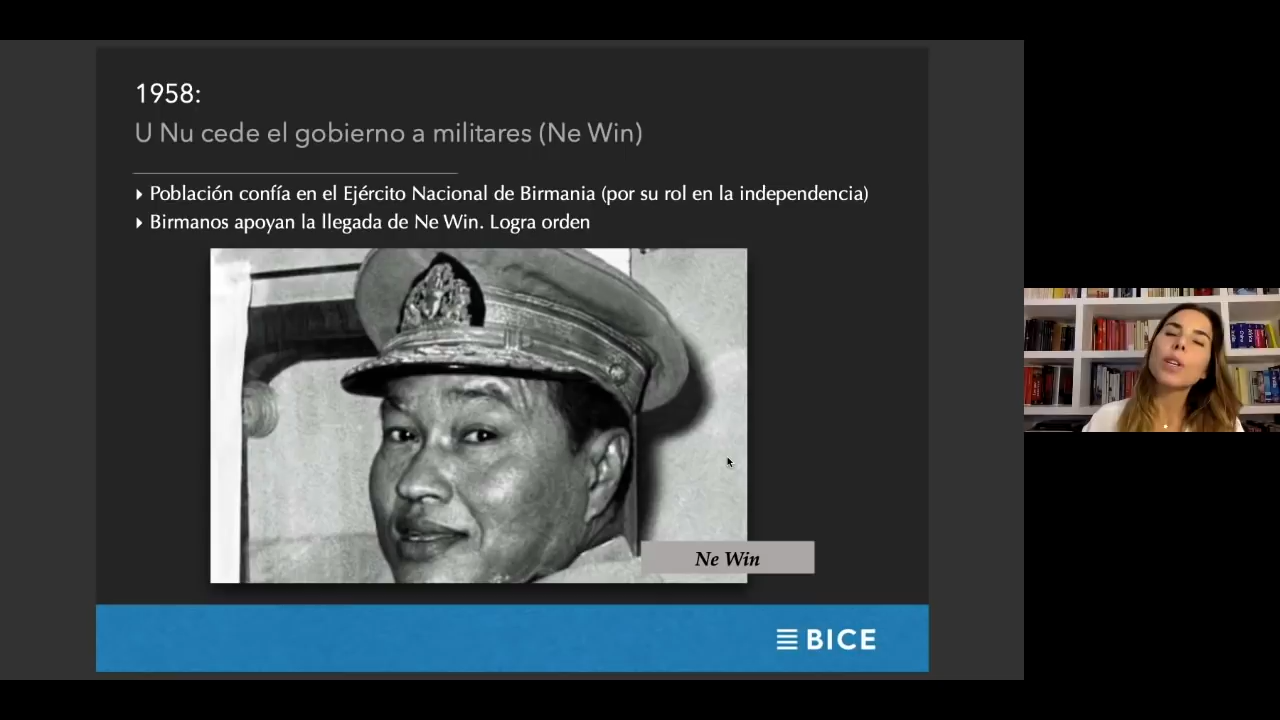 1958:
U Nu cede el gobierno a militares (Ne Win)
Población confía en el Ejército Nacional de Birmania (por su rol en la independencia)
Birmanos apoyan la llegada de Ne Win. Logra orden
Ne Win
BICE